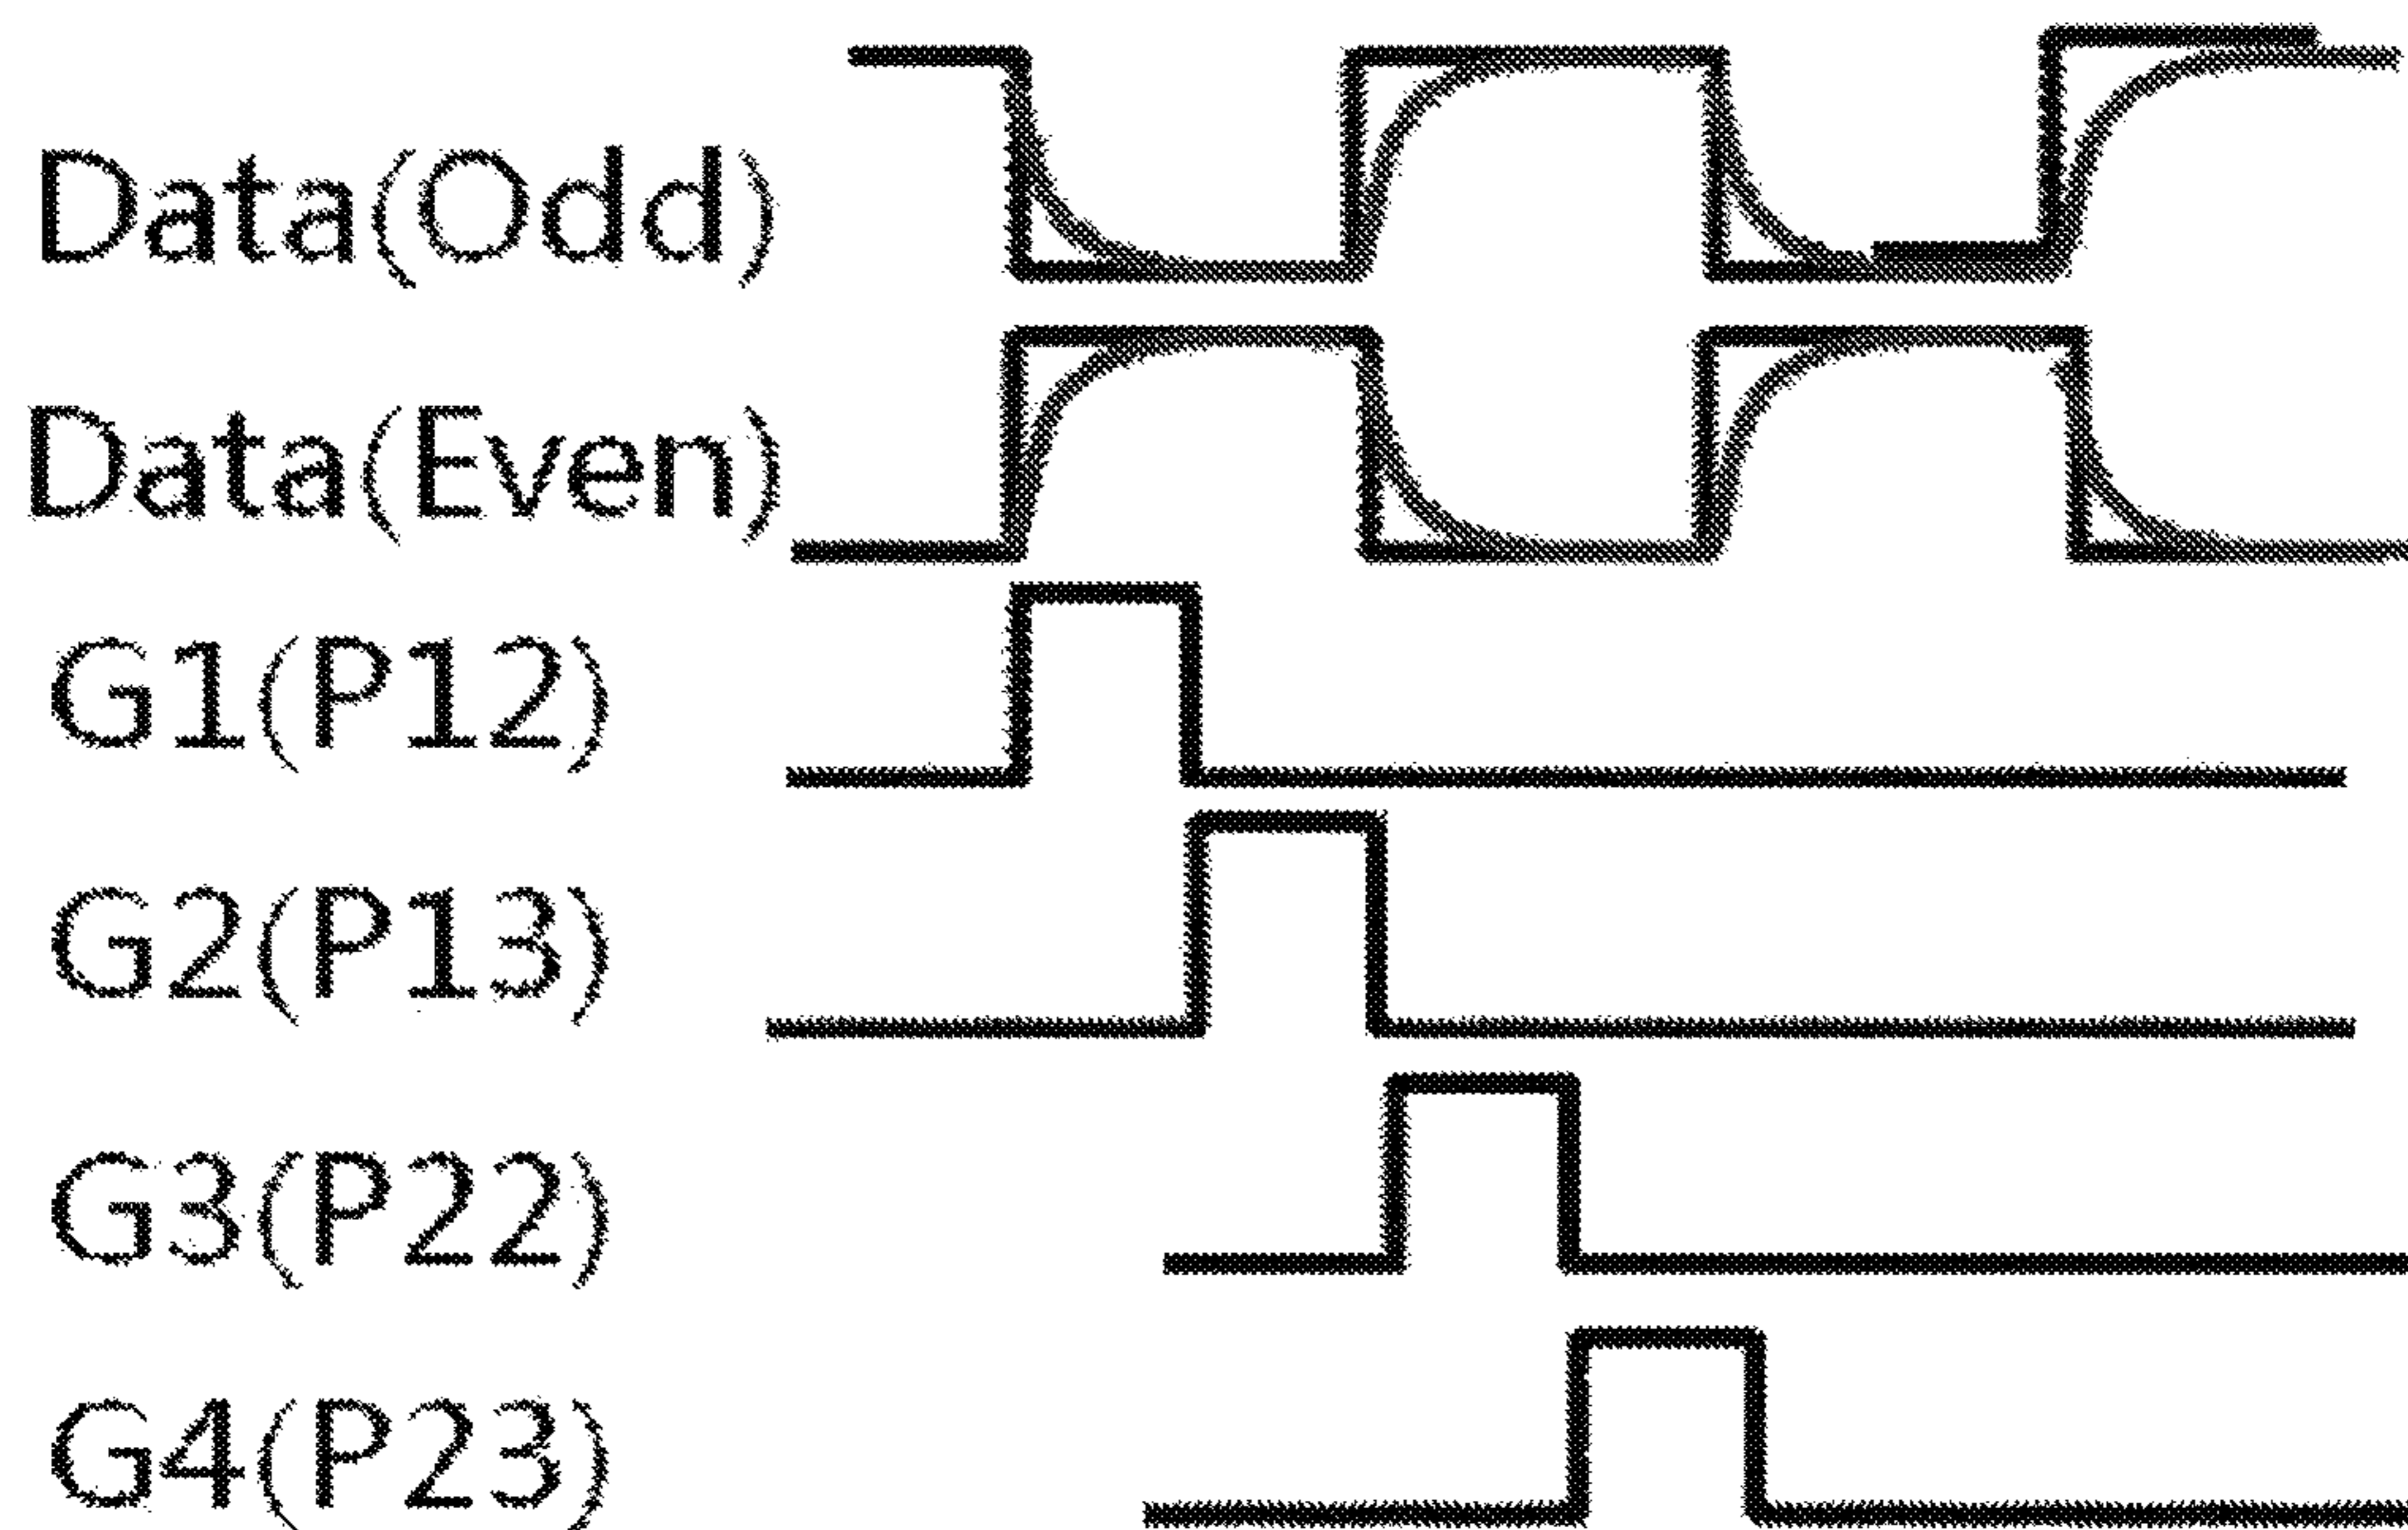 Data(Odd)
Data(Even)
G1(P12)
G2(P13)
G3(P22)
G4(P23)